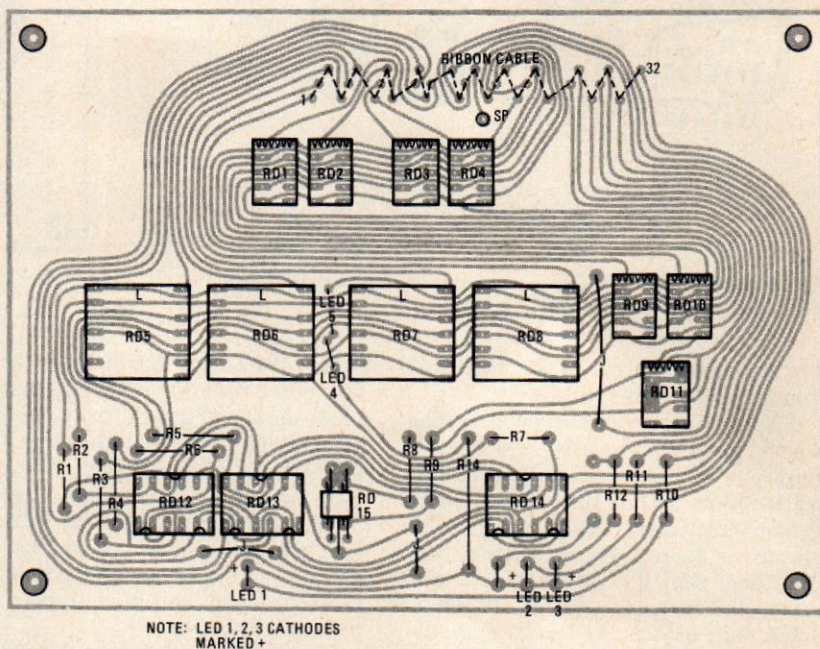 RIBBON CABLE
1
32
SP
RD1 RD2 RD3 RD4
L L L L
RD5 RD6 RD7 RD8 RD9 RD10
LED
5
LED
4
J
RD11
R1 R2 R3 R4 R5 R6
R8 R9 R14 R7
R12 R11 R10
RD12 RD13 RD
15
RD14
J J
+ + +
LED 1
LED
2
LED
3
NOTE: LED 1, 2, 3 CATHODES
MARKED +